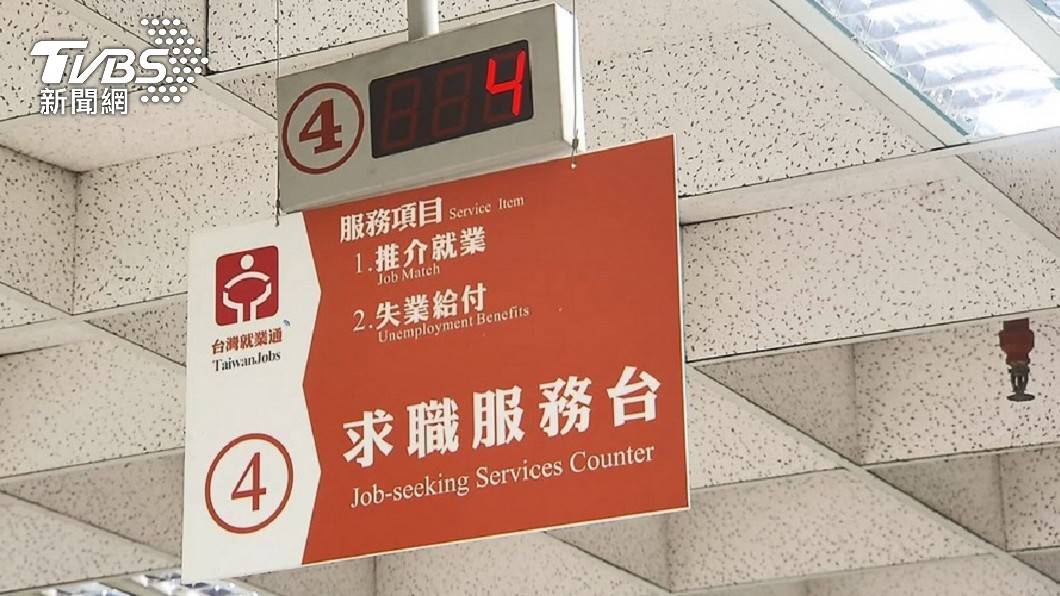 TVBS
新聞網
④
4
服務項目 Service Item
1.推介就業
Job Match
2.失業給付
Unemployment Benefits
台灣就業通
TaiwanJobs
④
求職服務台
Job-seeking Services Counter